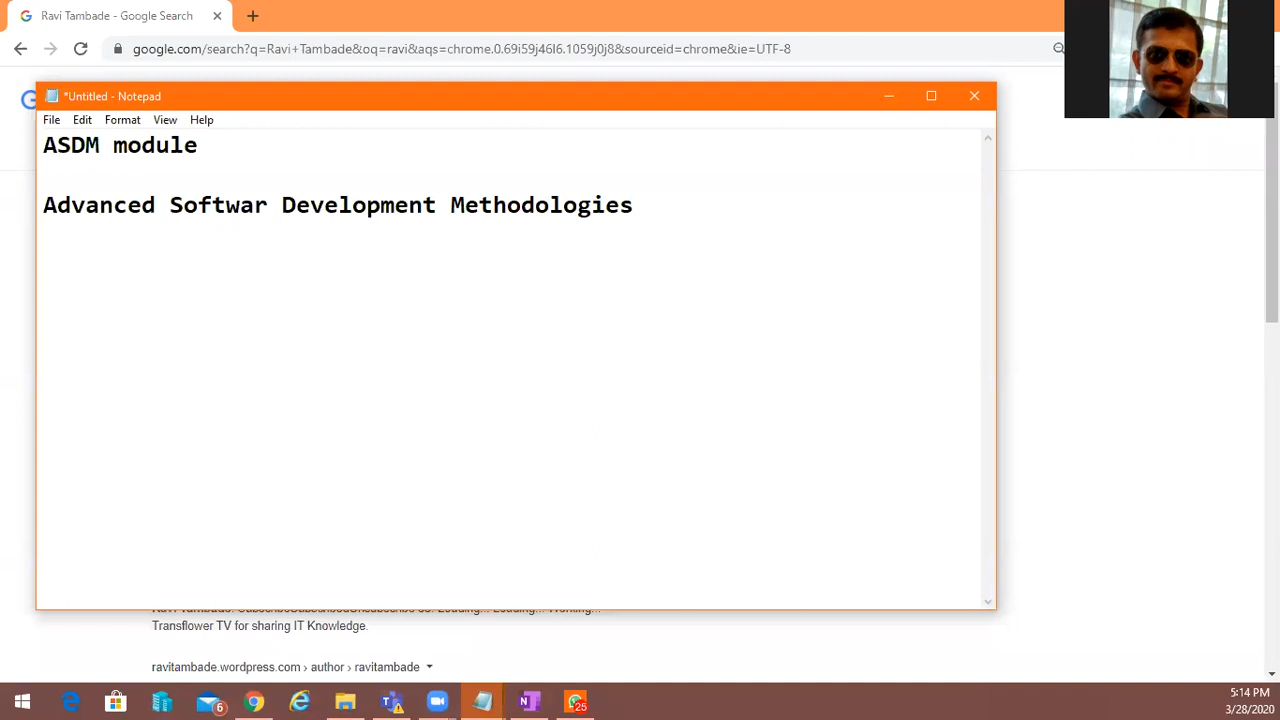 Ravi Tambade - Google Search
google.com/search?q=Ravi+Tambade&oq=ravi&aqs=chrome.0.69i59j46l6.1059j0j8&sourceid=chrome&ie=UTF-8
*Untitled - Notepad
File Edit Format View Help
ASDM module
Advanced Softwar Development Methodologies
Transflower TV for sharing IT Knowledge.
ravitambade.wordpress.com › author › ravitambade
6
25
5:14 PM
3/28/2020